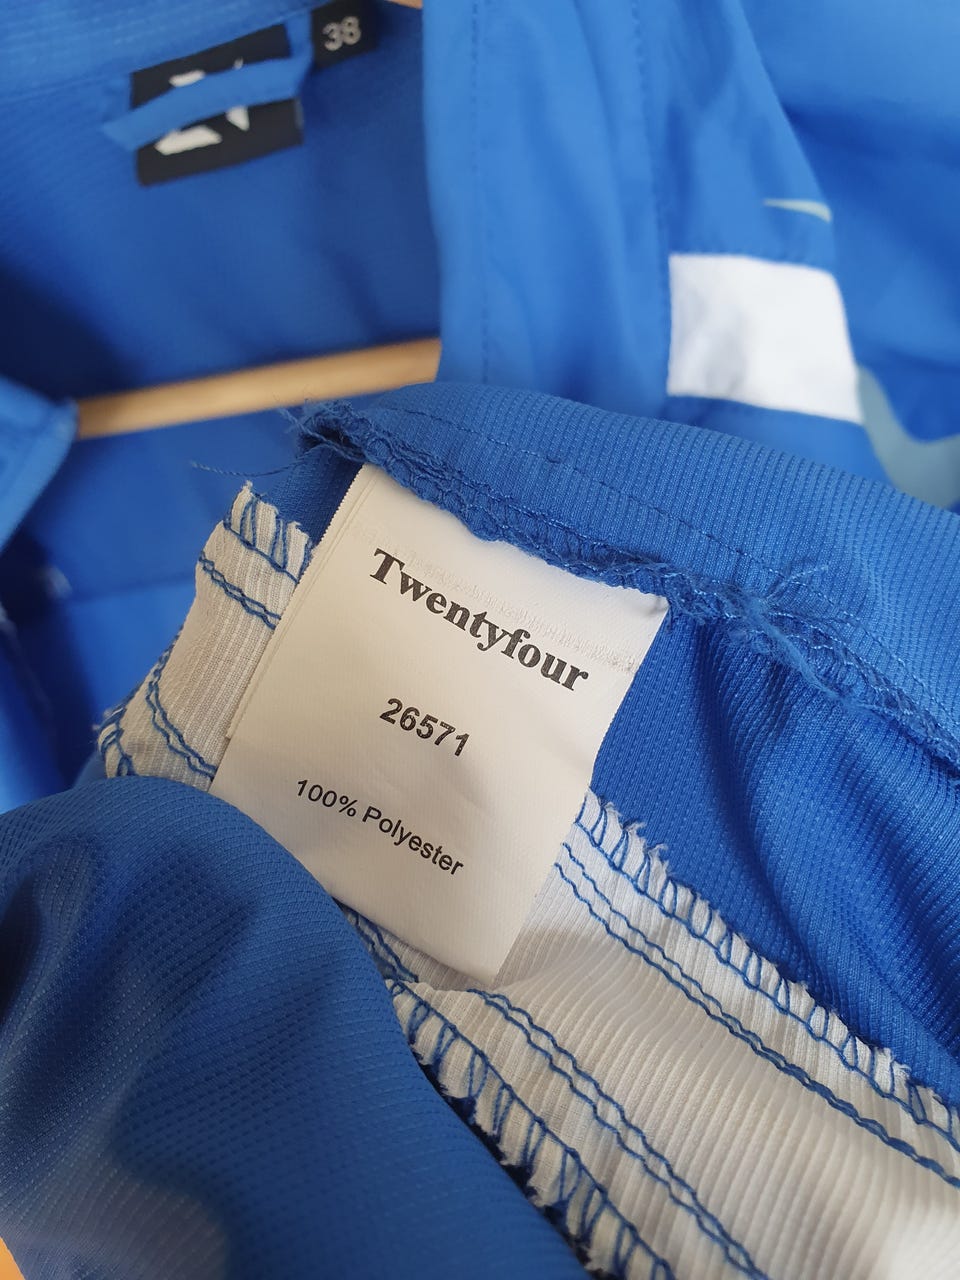 38
Twentyfour
26571
100% Polyester